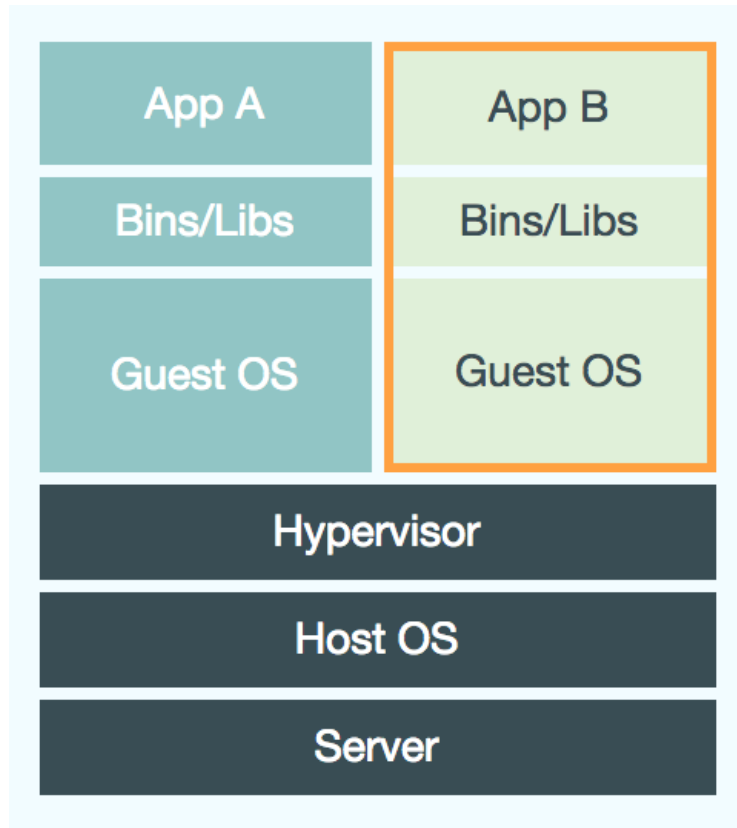 App A
App B
Bins/Libs
Bins/Libs
Guest OS
Guest OS
Hypervisor
Host OS
Server